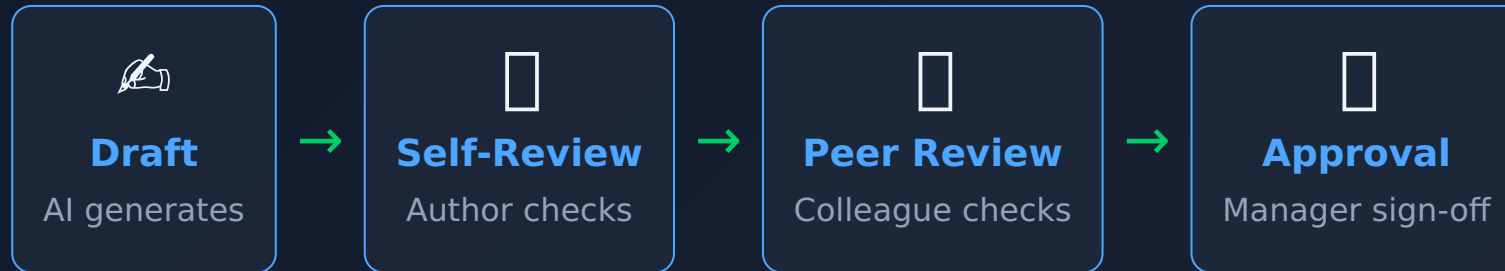 Draft
AI generates
→
Self-Review
Author checks
→
Peer Review
Colleague checks
→
Approval
Manager sign-off